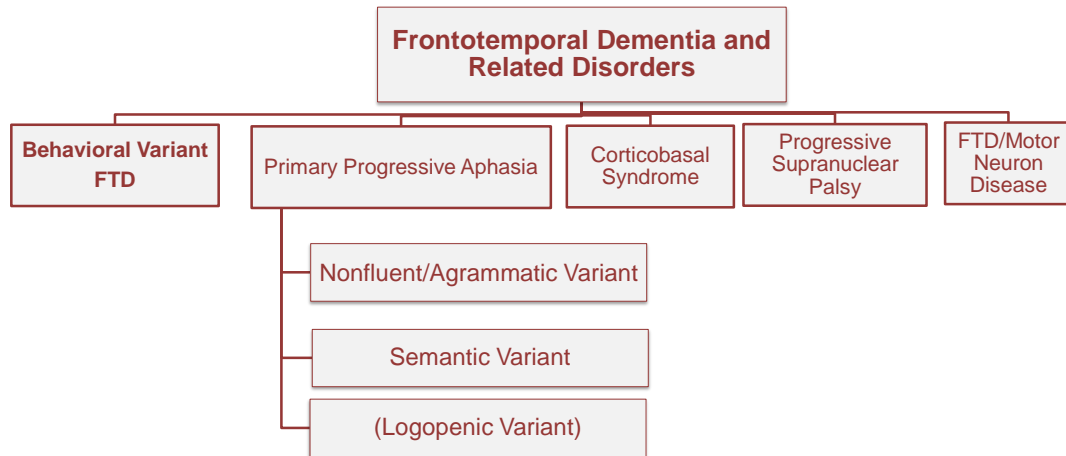 Frontotemporal Dementia and
Related Disorders
Behavioral Variant
FTD
Primary Progressive Aphasia
Corticobasal
Syndrome
Progressive
Supranuclear
Palsy
FTD/Motor
Neuron
Disease
Nonfluent/Agrammatic Variant
Semantic Variant
(Logopenic Variant)